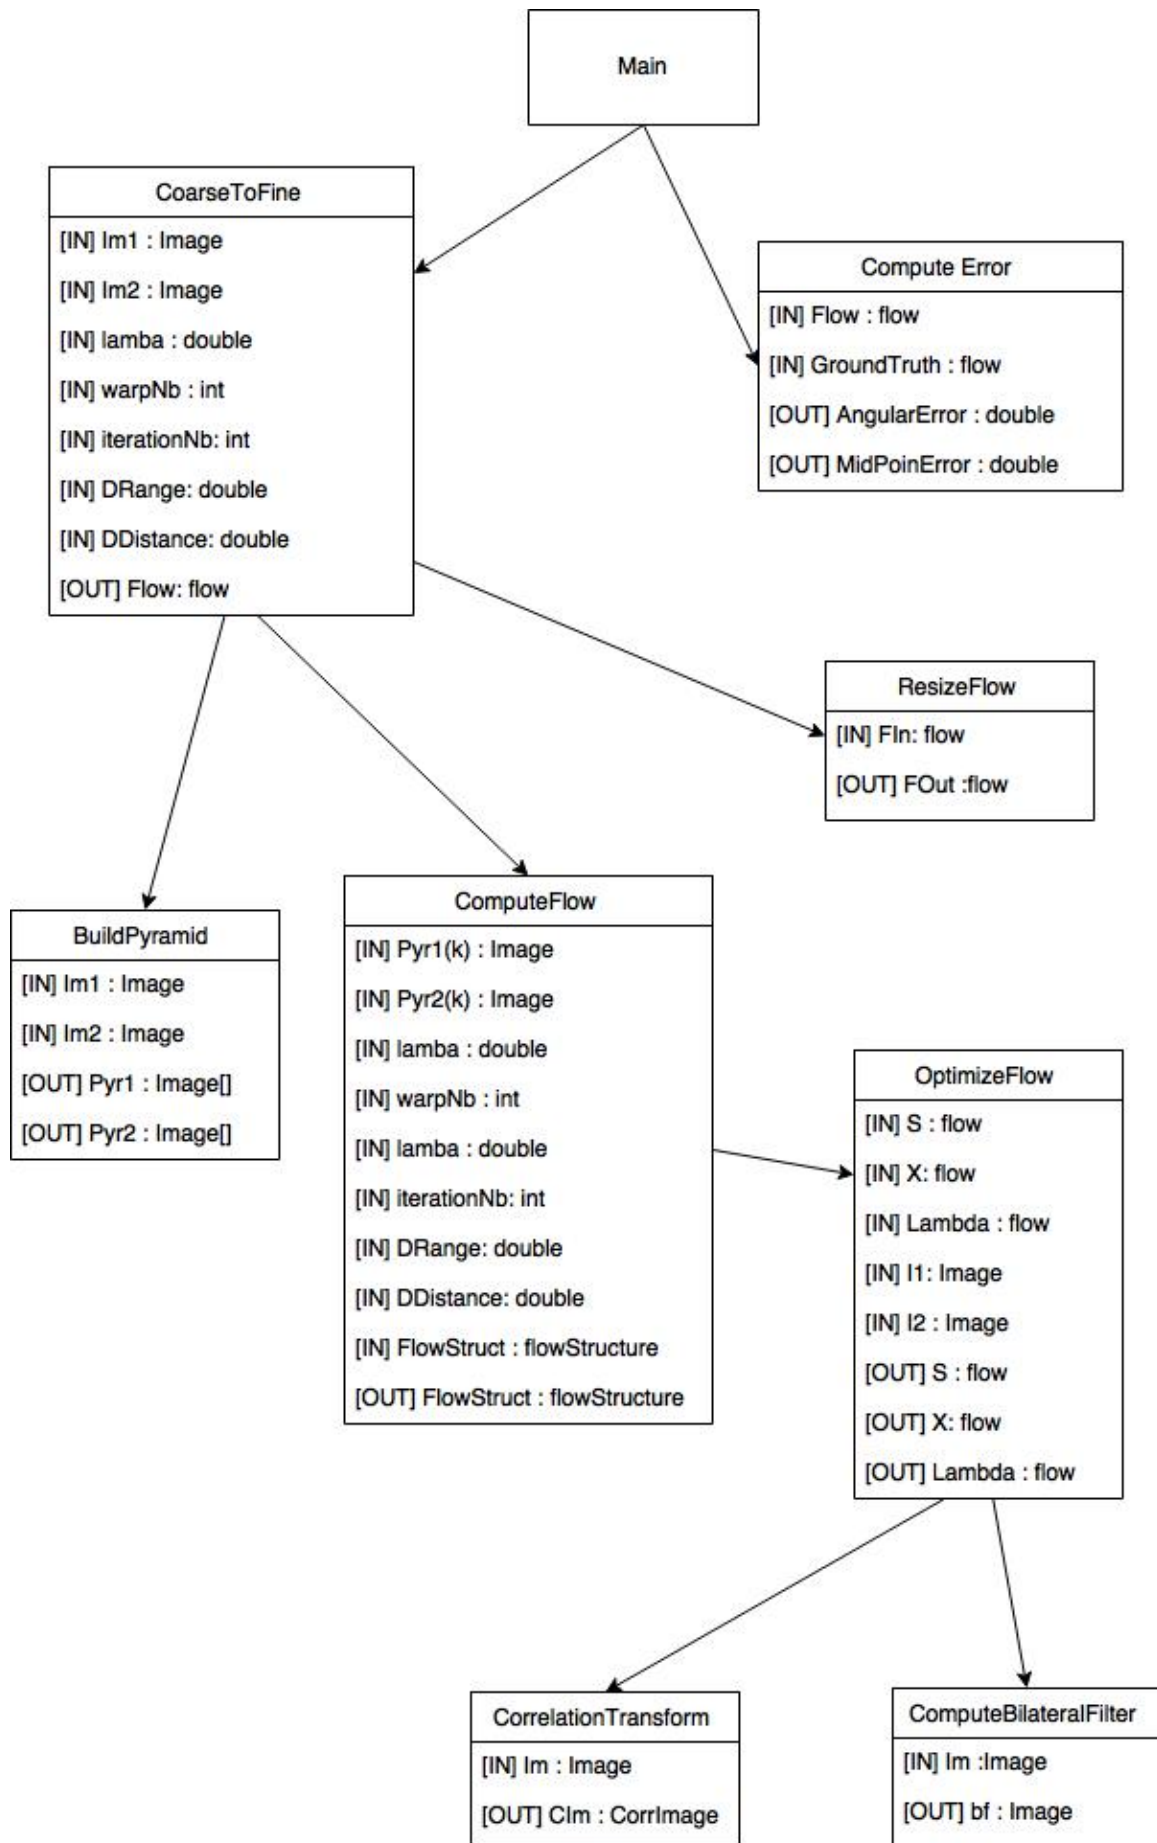 Main
CoarseToFine
[IN] Im1 : Image
[IN] Im2 : Image
[IN] lamba : double
[IN] warpNb : int
[IN] iterationNb: int
[IN] DRange: double
[IN] DDistance: double
[OUT] Flow: flow
Compute Error
[IN] Flow : flow
[IN] GroundTruth : flow
[OUT] AngularError : double
[OUT] MidPoinError : double
ResizeFlow
[IN] FIn: flow
[OUT] FOut :flow
BuildPyramid
[IN] Im1 : Image
[IN] Im2 : Image
[OUT] Pyr1 : Image[]
[OUT] Pyr2 : Image[]
ComputeFlow
[IN] Pyr1(k) : Image
[IN] Pyr2(k) : Image
[IN] lamba : double
[IN] warpNb : int
[IN] lamba : double
[IN] iterationNb: int
[IN] DRange: double
[IN] DDistance: double
[IN] FlowStruct : flowStructure
[OUT] FlowStruct : flowStructure
OptimizeFlow
[IN] S : flow
[IN] X: flow
[IN] Lambda : flow
[IN] I1: Image
[IN] I2 : Image
[OUT] S : flow
[OUT] X: flow
[OUT] Lambda : flow
CorrelationTransform
[IN] Im : Image
[OUT] CIm : CorrImage
ComputeBilateralFilter
[IN] Im :Image
[OUT] bf : Image